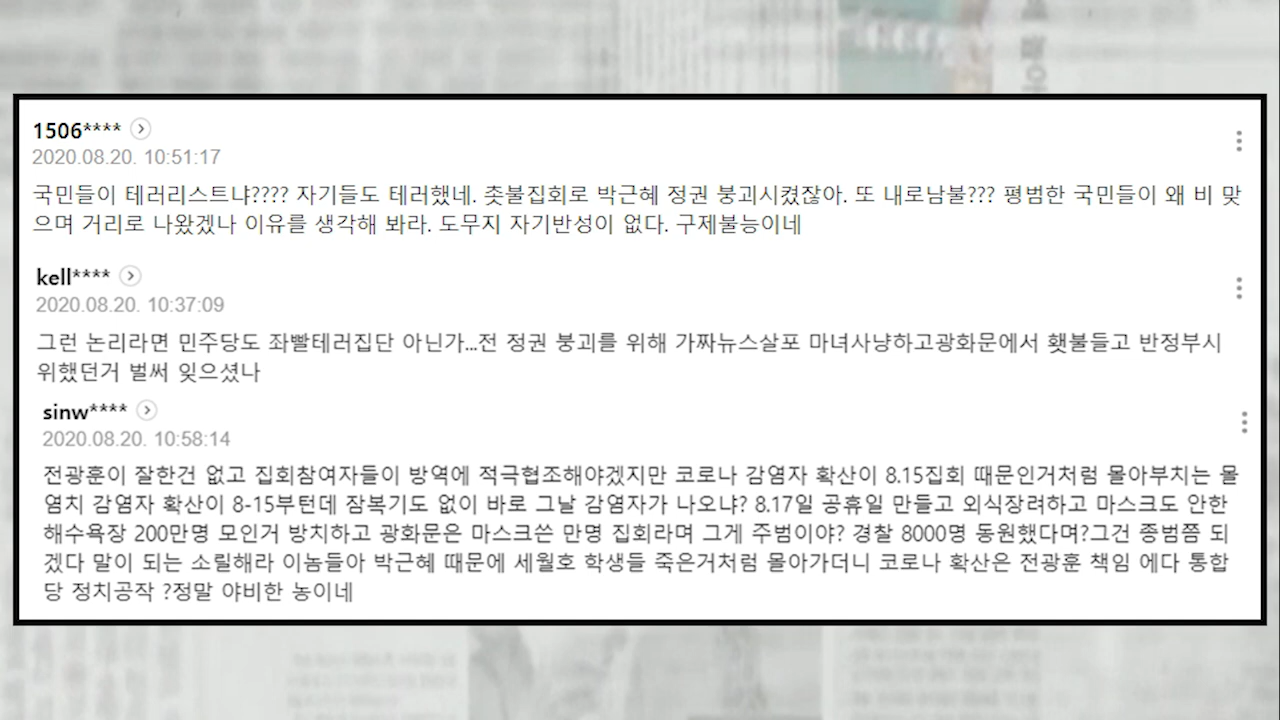 1506****
2020.08.20. 10:51:17
국민들이 테러리스트냐???? 자기들도 테러했네. 촛불집회로 박근혜 정권 붕괴시켰잖아. 또 내로남불??? 평범한 국민들이 왜 비 맞
으며 거리로 나왔겠나 이유를 생각해 봐라. 도무지 자기반성이 없다. 구제불능이네
kell****
2020.08.20. 10:37:09
그런 논리라면 민주당도 좌빨테러집단 아닌가...전 정권 붕괴를 위해 가짜뉴스살포 마녀사냥하고광화문에서 횃불들고 반정부시
위했던거 벌써 잊으셨나
sinw****
2020.08.20. 10:58:14
전광훈이 잘한건 없고 집회참여자들이 방역에 적극협조해야겠지만 코로나 감염자 확산이 8.15집회 때문인거처럼 몰아부치는 몰
염치 감염자 확산이 8-15부턴데 잠복기도 없이 바로 그날 감염자가 나오냐? 8.17일 공휴일 만들고 외식장려하고 마스크도 안한
해수욕장 200만명 모인거 방치하고 광화문은 마스크쓴 만명 집회라며 그게 주범이야? 경찰 8000명 동원했다며?그건 종범쯤 되
겠다 말이 되는 소릴해라 이놈들아 박근혜 때문에 세월호 학생들 죽은거처럼 몰아가더니 코로나 확산은 전광훈 책임 에다 통합
당 정치공작 ?정말 야비한 농이네